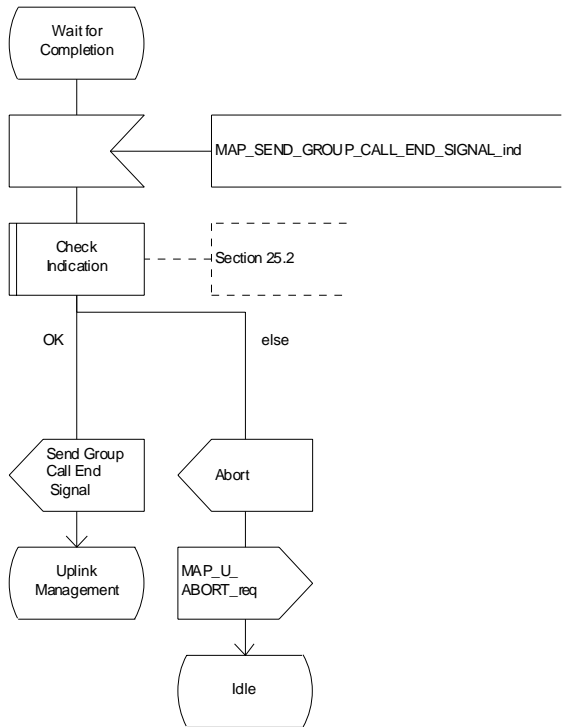 Wait for
Completion
MAP_SEND_GROUP_CALL_END_SIGNAL_ind
Check
Indication
Section 25.2
OK
else
Send Group
Call End
Signal
Abort
Uplink
Management
MAP_U_
ABORT_req
Idle